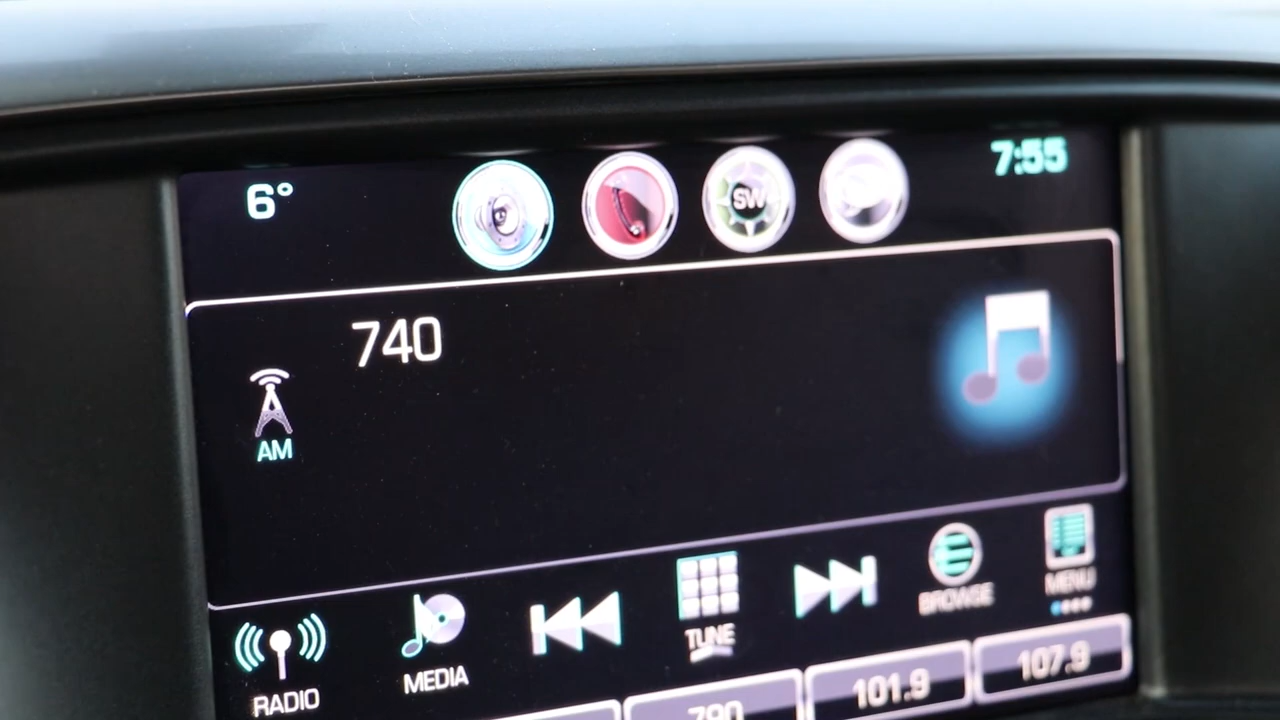 6°
SW
7:55
740
AM
RADIO
MEDIA
TUNE
BROWSE
MENU
790
101.9
107.9